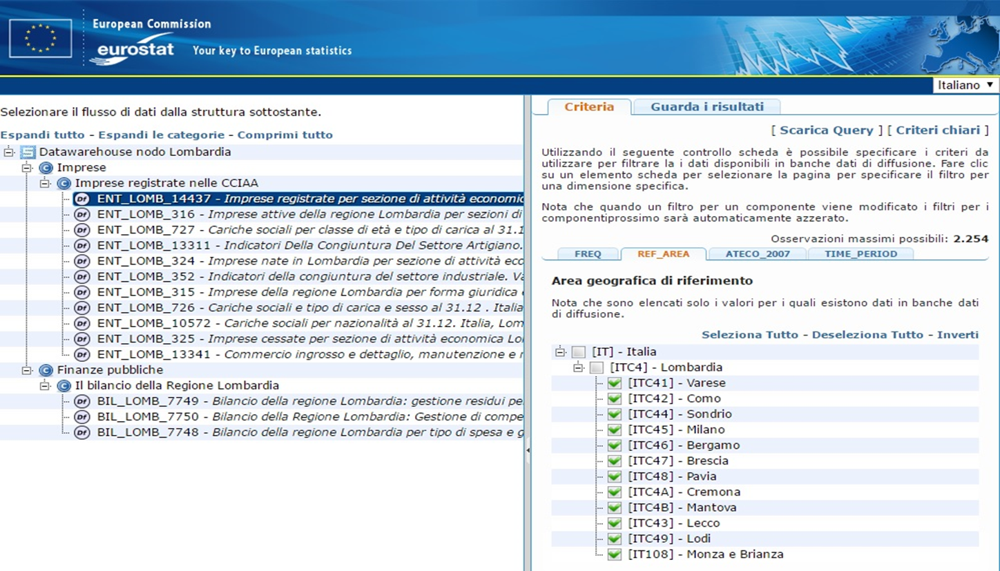 European Commission
eurostat
Your key to European statistics
Italiano
Selezionare il flusso di dati dalla struttura sottostante.
Espandi tutto - Espandi le categorie - Comprimi tutto
Datawarehouse nodo Lombardia
Imprese
Imprese registrate nelle CCIAA
ENT_LOMB_14437 - Imprese registrate per sezione di attività economic
ENT_LOMB_316 - Imprese attive della regione Lombardia per sezioni di
ENT_LOMB_727 - Cariche sociali per classe di età e tipo di carica al 31.1
ENT_LOMB_13311 - Indicatori Della Congiuntura Del Settore Artigiano.
ENT_LOMB_324 - Imprese nate in Lombardia per sezione di attività eco
ENT_LOMB_352 - Indicatori della congiuntura del settore industriale. Va
ENT_LOMB_315 - Imprese della regione Lombardia per forma giuridica
ENT_LOMB_726 - Cariche sociali e tipo di carica e sesso al 31.12 . Italia
ENT_LOMB_10572 - Cariche sociali per nazionalità al 31.12. Italia, Lom
ENT_LOMB_325 - Imprese cessate per sezione di attività economica Lo
ENT_LOMB_13341 - Commercio ingrosso e dettaglio, manutenzione e r
Finanze pubbliche
Il bilancio della Regione Lombardia
BIL_LOMB_7749 - Bilancio della regione Lombardia: gestione residui pe
BIL_LOMB_7750 - Bilancio della Regione Lombardia: Gestione di compe
BIL_LOMB_7748 - Bilancio della regione Lombardia per tipo di spesa e g
Criteria
Guarda i risultati
[ Scarica Query ] [ Criteri chiari ]
Utilizzando il seguente controllo scheda è possibile specificare i criteri da
utilizzare per filtrare la i dati disponibili in banche dati di diffusione. Fare clic
su un elemento scheda per selezionare la pagina per specificare il filtro per
una dimensione specifica.
Nota che quando un filtro per un componente viene modificato i filtri per i
componentiprossimo sarà automaticamente azzerato.
Osservazioni massimi possibili: 2.254
FREQ
REF_AREA
ATECO_2007
TIME_PERIOD
Area geografica di riferimento
Nota che sono elencati solo i valori per i quali esistono dati in banche dati
di diffusione.
Seleziona Tutto - Deseleziona Tutto - Inverti
[IT] - Italia
[ITC4] - Lombardia
[ITC41] - Varese
[ITC42] - Como
[ITC44] - Sondrio
[ITC45] - Milano
[ITC46] - Bergamo
[ITC47] - Brescia
[ITC48] - Pavia
[ITC4A] - Cremona
[ITC4B] - Mantova
[ITC43] - Lecco
[ITC49] - Lodi
[IT108] - Monza e Brianza